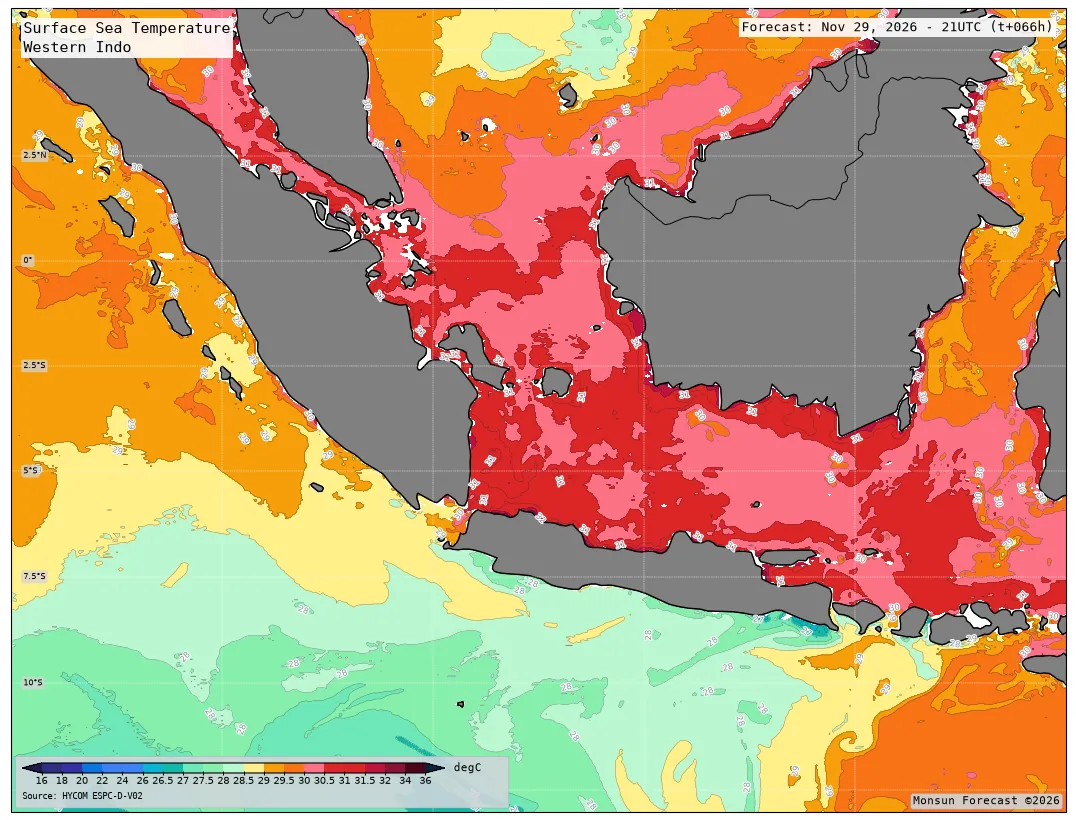 Surface Sea Temperature
Western Indo
Forecast: Nov 29, 2026 - 21UTC (t+066h)
2.5°N
0°
2.5°S
5°S
7.5°S
10°S
degC
16 18 20 22 24 26 26.5 27 27.5 28 28.5 29 29.5 30 30.5 31 31.5 32 34 36
Source: HYCOM ESPC-D-V02
Monsun Forecast ©2026